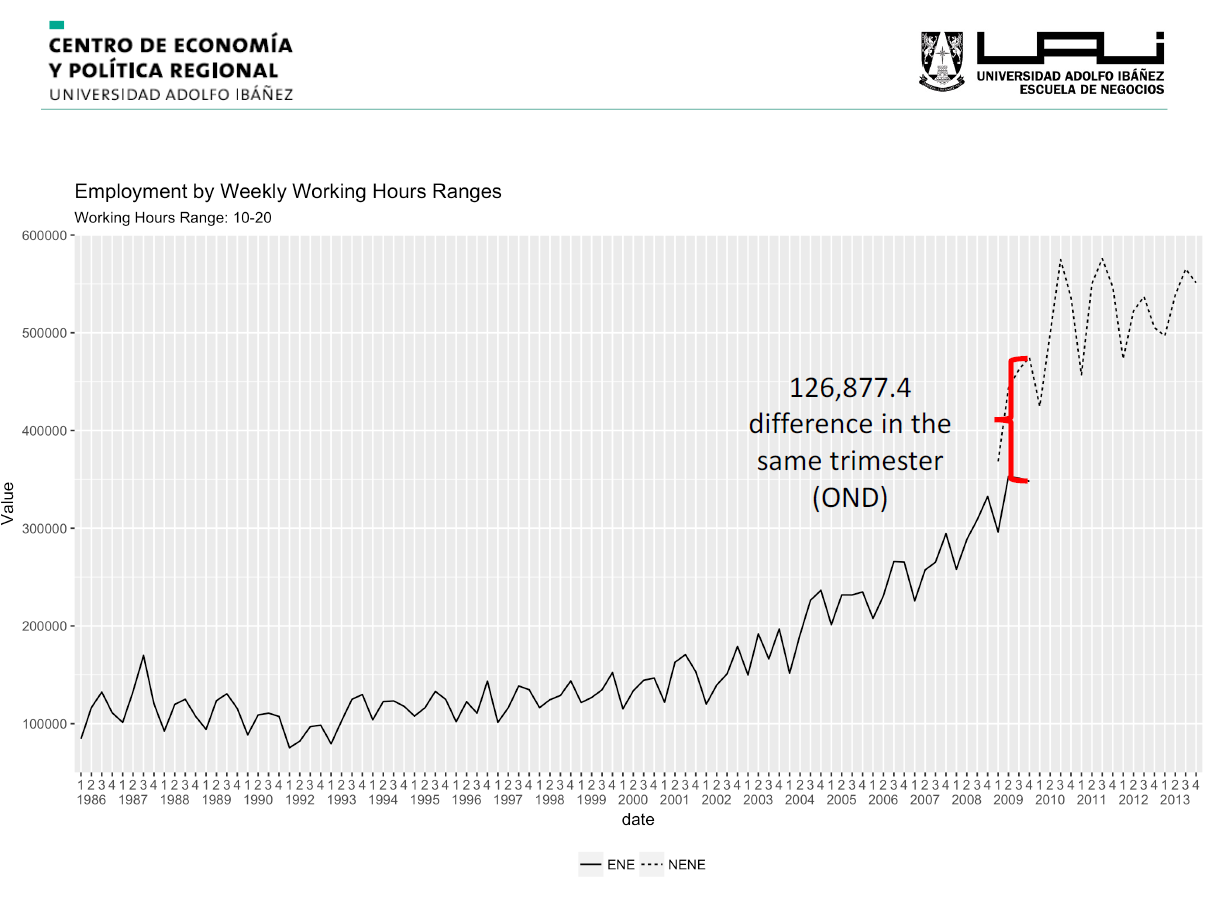 CENTRO DE ECONOMÍA
Y POLÍTICA REGIONAL
UNIVERSIDAD ADOLFO IBÁÑEZ
UAI
UNIVERSIDAD ADOLFO IBÁÑEZ
ESCUELA DE NEGOCIOS
Employment by Weekly Working Hours Ranges
Working Hours Range: 10-20
600000
500000
400000
300000
200000
100000
Value
126,877.4
difference in the
same trimester
(OND)
1 2 3 4 1 2 3 4 1 2 3 4 1 2 3 4 1 2 3 4 1 2 3 4 1 2 3 4 1 2 3 4 1 2 3 4 1 2 3 4 1 2 3 4 1 2 3 4 1 2 3 4 1 2 3 4 1 2 3 4 1 2 3 4 1 2 3 4 1 2 3 4 1 2 3 4 1 2 3 4 1 2 3 4 1 2 3 4 1 2 3 4 1 2 3 4 1 2 3 4 1 2 3 4 1 2 3 4
1986 1987 1988 1989 1990 1992 1993 1994 1995 1996 1997 1998 1999 2000 2001 2002 2003 2004 2005 2006 2007 2008 2009 2010 2011 2012 2013
date
ENE NENE